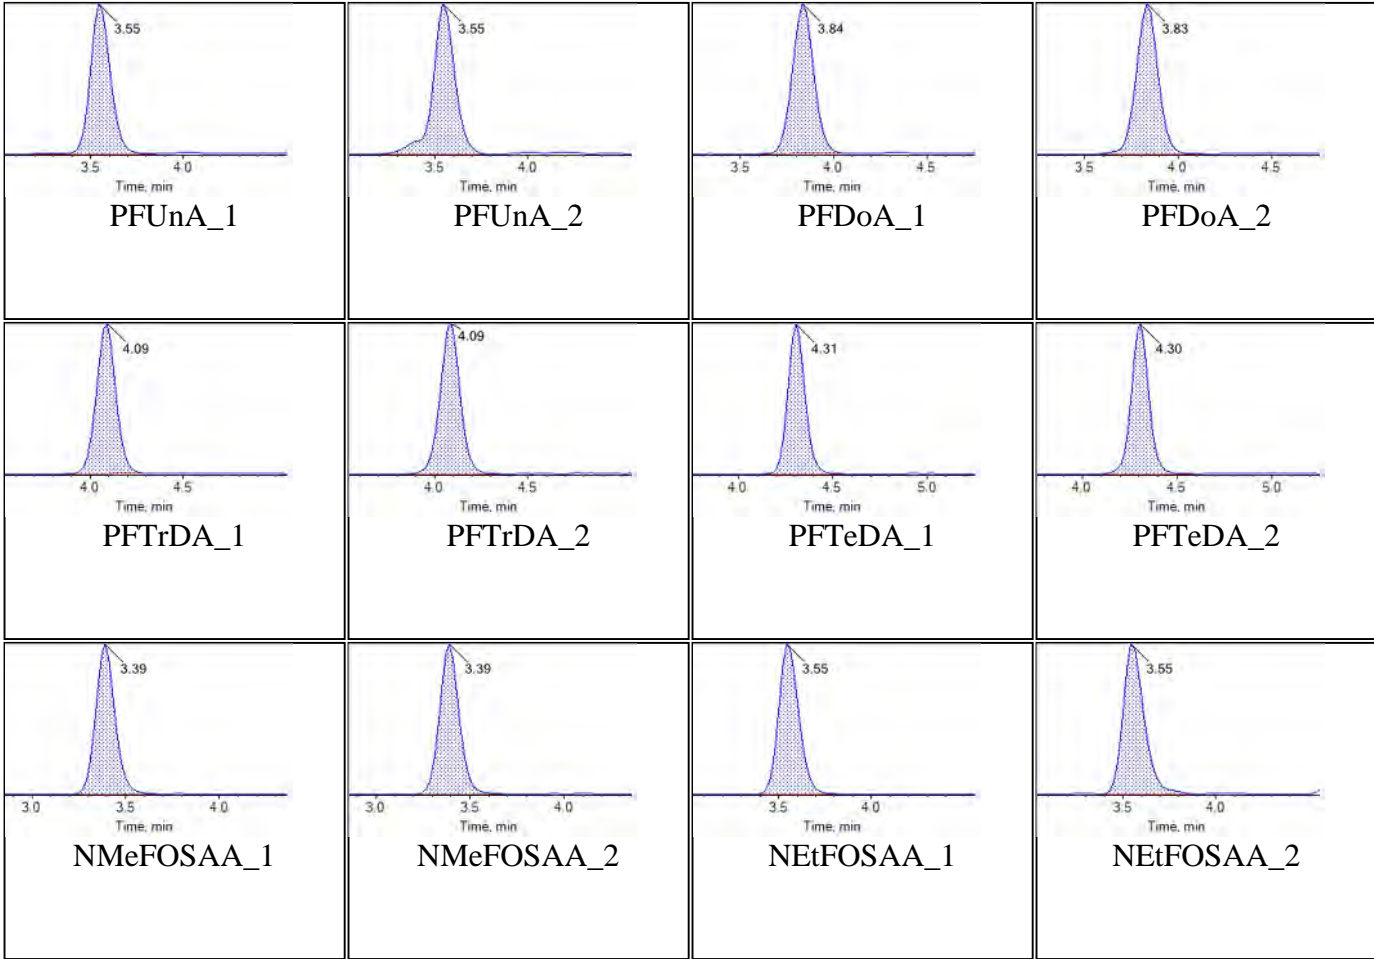 3.55
3.5 4.0
Time, min
PFUnA_1
3.55
3.5 4.0
Time, min
PFUnA_2
3.84
3.5 4.0 4.5
Time, min
PFDoA_1
3.83
3.5 4.0 4.5
Time, min
PFDoA_2
4.09
4.0 4.5
Time, min
PFTrDA_1
4.09
4.0 4.5
Time, min
PFTrDA_2
4.31
4.0 4.5 5.0
Time, min
PFTeDA_1
4.30
4.0 4.5 5.0
Time, min
PFTeDA_2
3.39
3.0 3.5 4.0
Time, min
NMeFOSAA_1
3.39
3.0 3.5 4.0
Time, min
NMeFOSAA_2
3.55
3.5 4.0
Time, min
NEtFOSAA_1
3.55
3.5 4.0
Time, min
NEtFOSAA_2